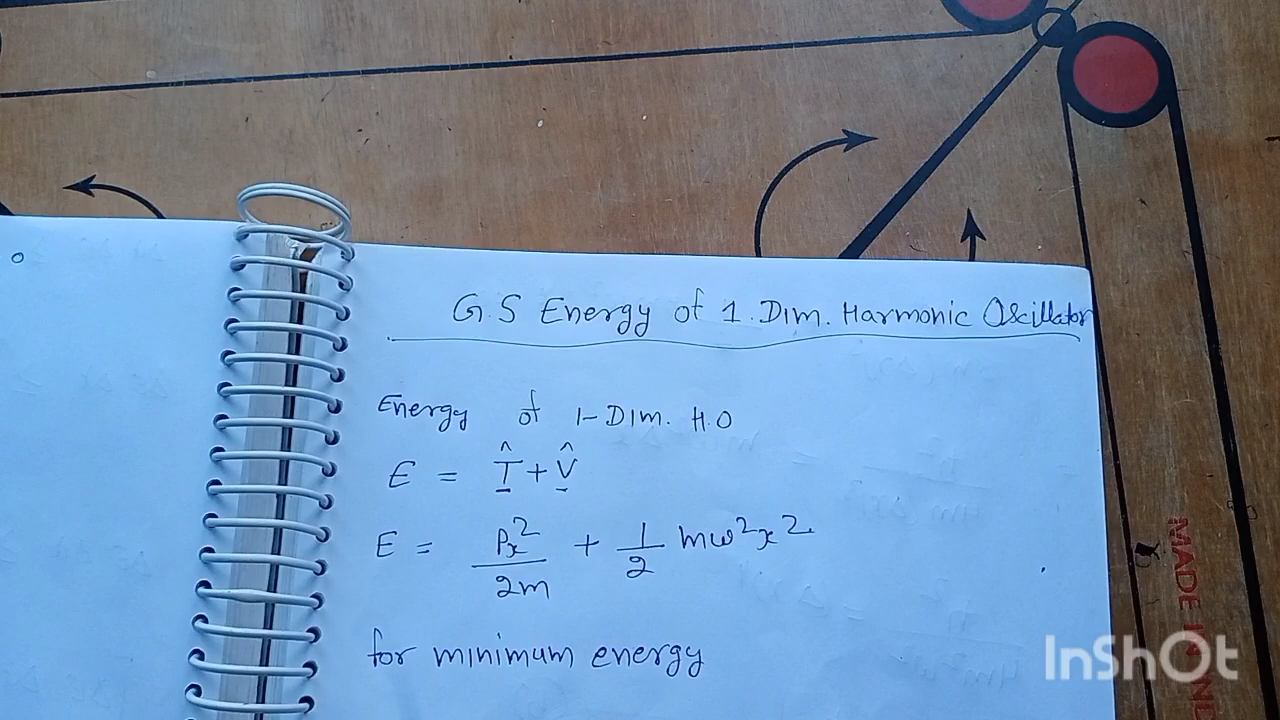 G.S Energy of 1.Dim. Harmonic Oscillator
Energy of 1-Dim. H.O
E = T̂ + V̂
E = Px²/2m + 1/2 mω²x²
for minimum energy
MADE IN
InShOt